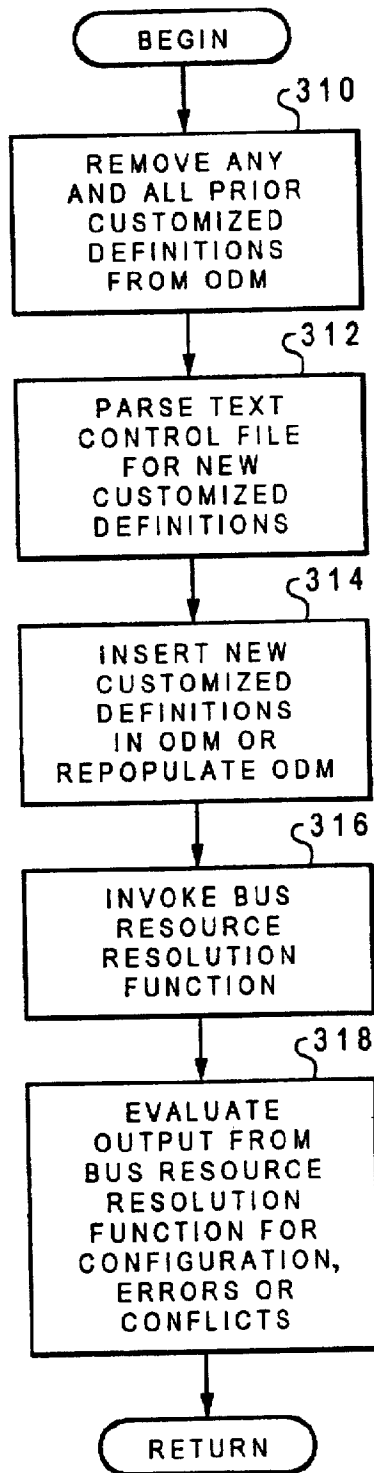 BEGIN
310
REMOVE ANY
AND ALL PRIOR
CUSTOMIZED
DEFINITIONS
FROM ODM
312
PARSE TEXT
CONTROL FILE
FOR NEW
CUSTOMIZED
DEFINITIONS
314
INSERT NEW
CUSTOMIZED
DEFINITIONS
IN ODM OR
REPOPULATE ODM
316
INVOKE BUS
RESOURCE
RESOLUTION
FUNCTION
318
EVALUATE
OUTPUT FROM
BUS RESOURCE
RESOLUTION
FUNCTION FOR
CONFIGURATION,
ERRORS OR
CONFLICTS
RETURN